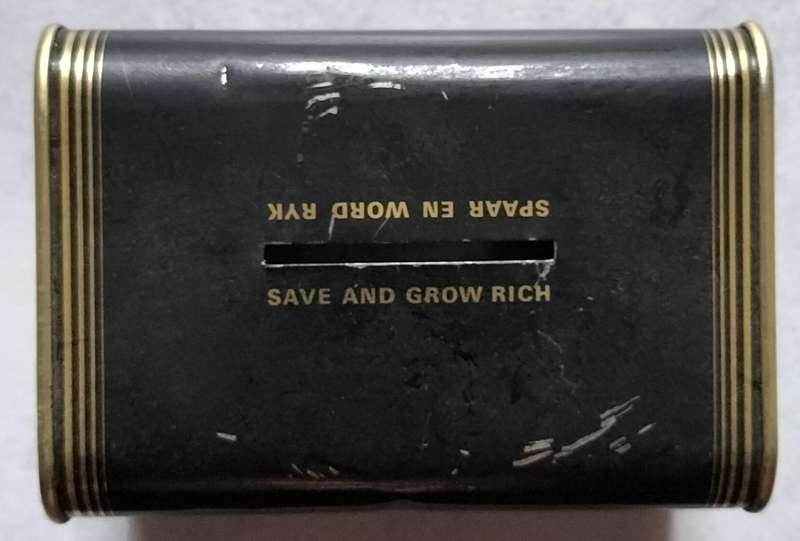 SPAAR EN WORD RYK
SAVE AND GROW RICH